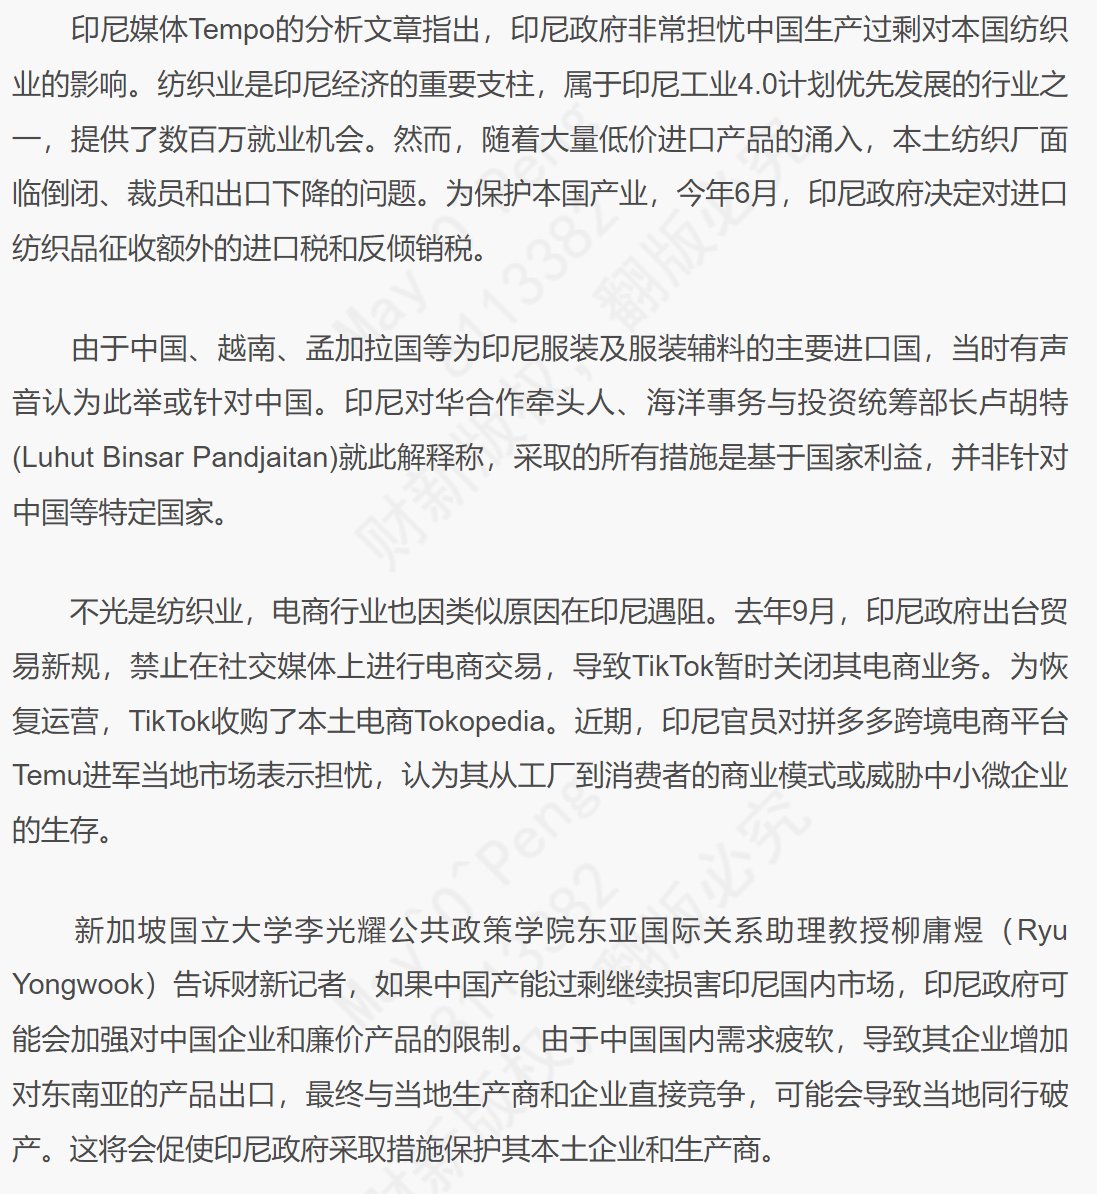 印尼媒体Tempo的分析文章指出，印尼政府非常担忧中国生产过剩对本国纺织
业的影响。纺织业是印尼经济的重要支柱，属于印尼工业4.0计划优先发展的行业之
一，提供了数百万就业机会。然而，随着大量低价进口产品的涌入，本土纺织厂面
临倒闭、裁员和出口下降的问题。为保护本国产业，今年6月，印尼政府决定对进口
纺织品征收额外的进口税和反倾销税。
由于中国、越南、孟加拉国等为印尼服装及服装辅料的主要进口国，当时有声
音认为此举或针对中国。印尼对华合作牵头人、海洋事务与投资统筹部长卢胡特
(Luhut Binsar Pandjaitan)就此解释称，采取的所有措施是基于国家利益，并非针对
中国等特定国家。
不光是纺织业，电商行业也因类似原因在印尼遇阻。去年9月，印尼政府出台贸
易新规，禁止在社交媒体上进行电商交易，导致TikTok暂时关闭其电商业务。为恢
复运营，TikTok收购了本土电商Tokopedia。近期，印尼官员对拼多多跨境电商平台
Temu进军当地市场表示担忧，认为其从工厂到消费者的商业模式或威胁中小微企业
的生存。
新加坡国立大学李光耀公共政策学院东亚国际关系助理教授柳庸煜（Ryu
Yongwook）告诉财新记者，如果中国产能过剩继续损害印尼国内市场，印尼政府可
能会加强对中国企业和廉价产品的限制。由于中国国内需求疲软，导致其企业增加
对东南亚的产品出口，最终与当地生产商和企业直接竞争，可能会导致当地同行破
产。这将会促使印尼政府采取措施保护其本土企业和生产商。
财新版权，翻版必究